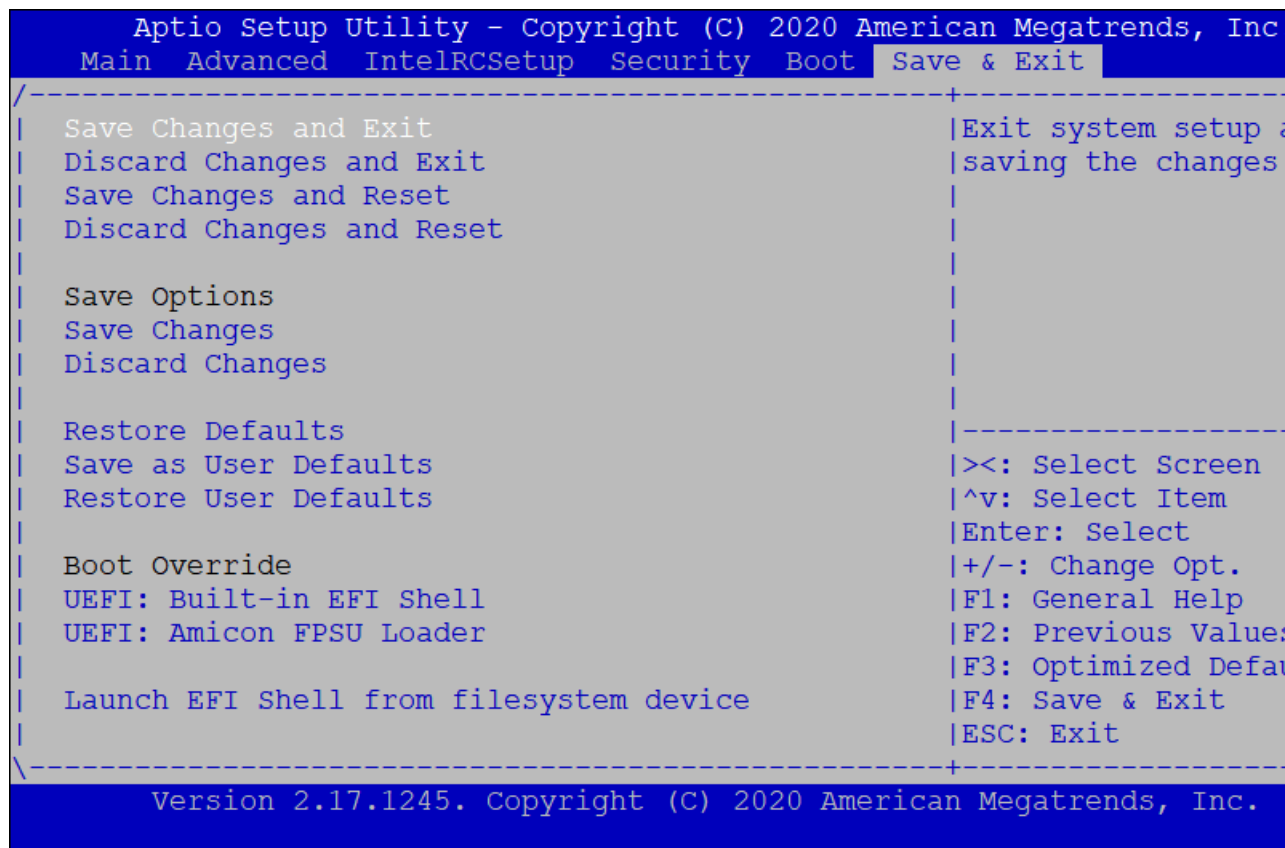 Aptio Setup Utility - Copyright (C) 2020 American Megatrends, Inc
Main Advanced IntelRCSetup Security Boot Save & Exit
/----------------------------------------------------+-------------------
| Save Changes and Exit |Exit system setup a
| Discard Changes and Exit |saving the changes
| Save Changes and Reset |
| Discard Changes and Reset |
| |
| Save Options |
| Save Changes |
| Discard Changes |
| |
| Restore Defaults |-------------------
| Save as User Defaults |><: Select Screen
| Restore User Defaults |^v: Select Item
| |Enter: Select
| Boot Override |+/-: Change Opt.
| UEFI: Built-in EFI Shell |F1: General Help
| UEFI: Amicon FPSU Loader |F2: Previous Values
| |F3: Optimized Defau
| Launch EFI Shell from filesystem device |F4: Save & Exit
| |ESC: Exit
\----------------------------------------------------+-------------------
Version 2.17.1245. Copyright (C) 2020 American Megatrends, Inc.